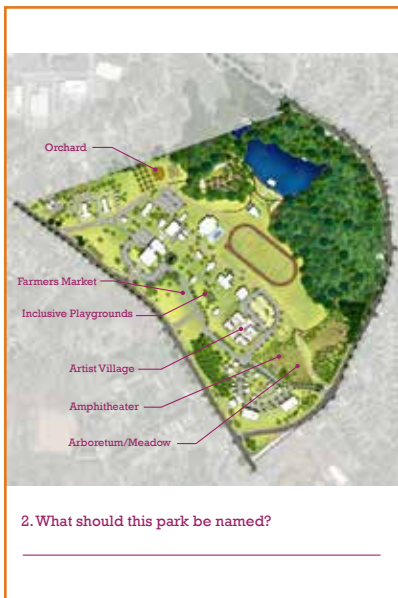 Orchard
Farmers Market
Inclusive Playgrounds
Artist Village
Amphitheater
Arboretum/Meadow
2. What should this park be named?